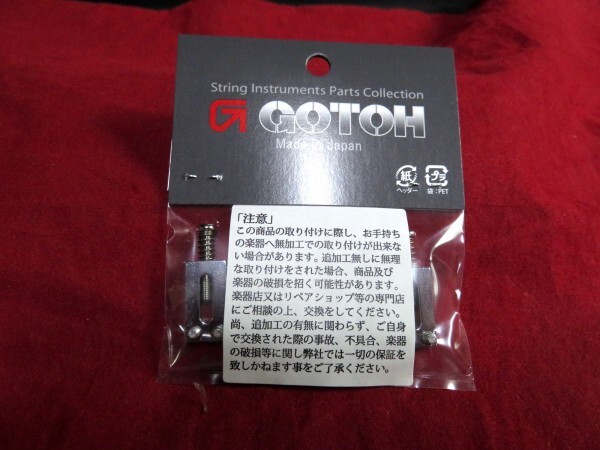 String Instruments Parts Collection
GOTOH
Made in Japan
紙
プラ
ヘッダー
袋:PET
「注意」
この商品の取り付けに際し、お手持ち
の楽器へ無加工での取り付けが出来な
い場合があります。追加工無しに無理
な取り付けをされた場合、商品及び
楽器の破損を招く可能性があります。
楽器店又はリペアショップ等の専門店
にご相談の上、交換をしてください。
尚、追加工の有無に関わらず、ご自身
で交換された際の事故、不具合、楽器
の破損等に関し弊社では一切の保証を
致しかねます事をご了承ください。